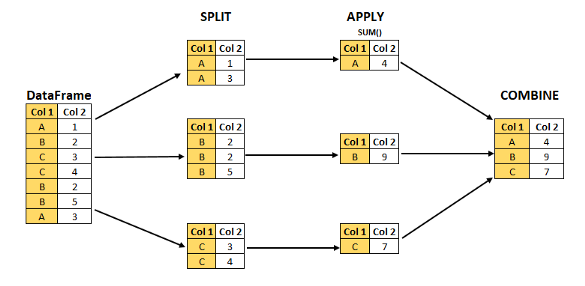 SPLIT
APPLY
SUM()
Col 1 Col 2
A 1
A 3
Col 1 Col 2
A 4
DataFrame
Col 1 Col 2
A 1
B 2
C 3
C 4
B 2
B 5
A 3
Col 1 Col 2
B 2
B 2
B 5
Col 1 Col 2
B 9
COMBINE
Col 1 Col 2
A 4
B 9
C 7
Col 1 Col 2
C 3
C 4
Col 1 Col 2
C 7